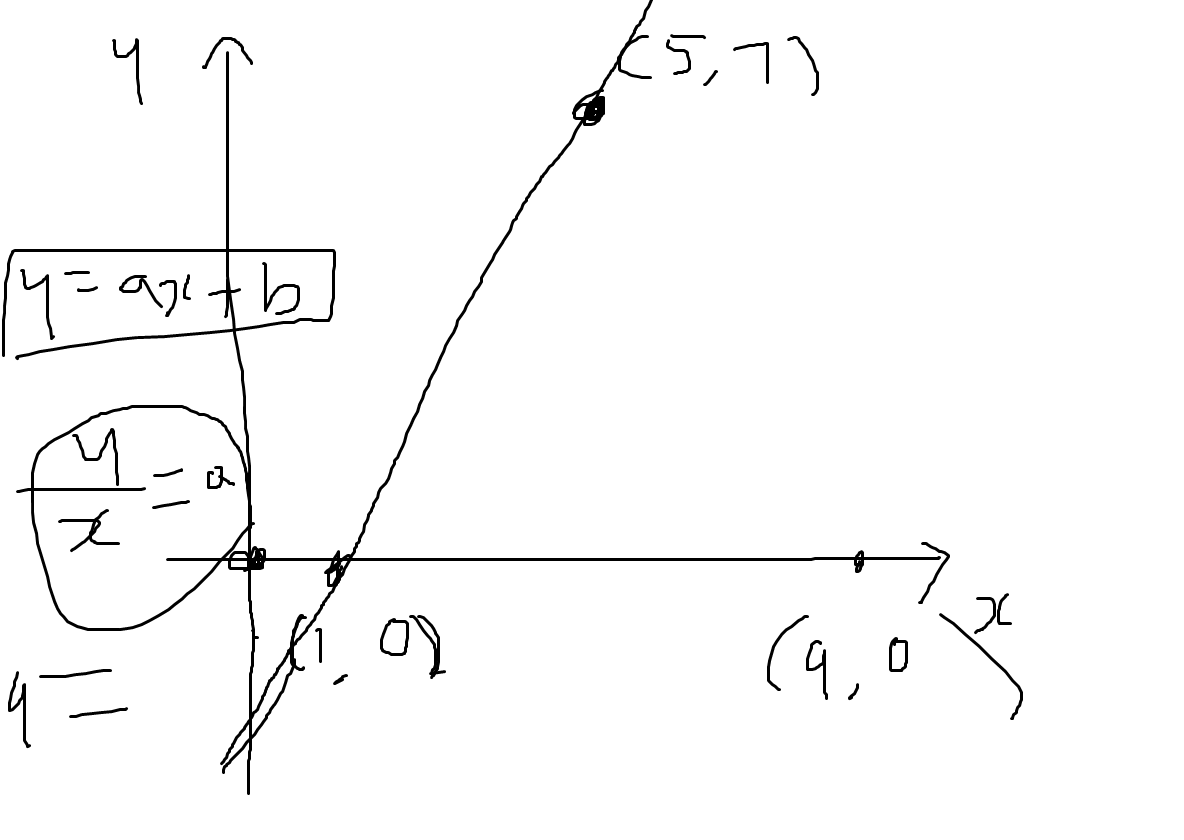 y
(5,7)
y = ax + b
y/x = a
x
(1, 0)
(9, 0)
y =